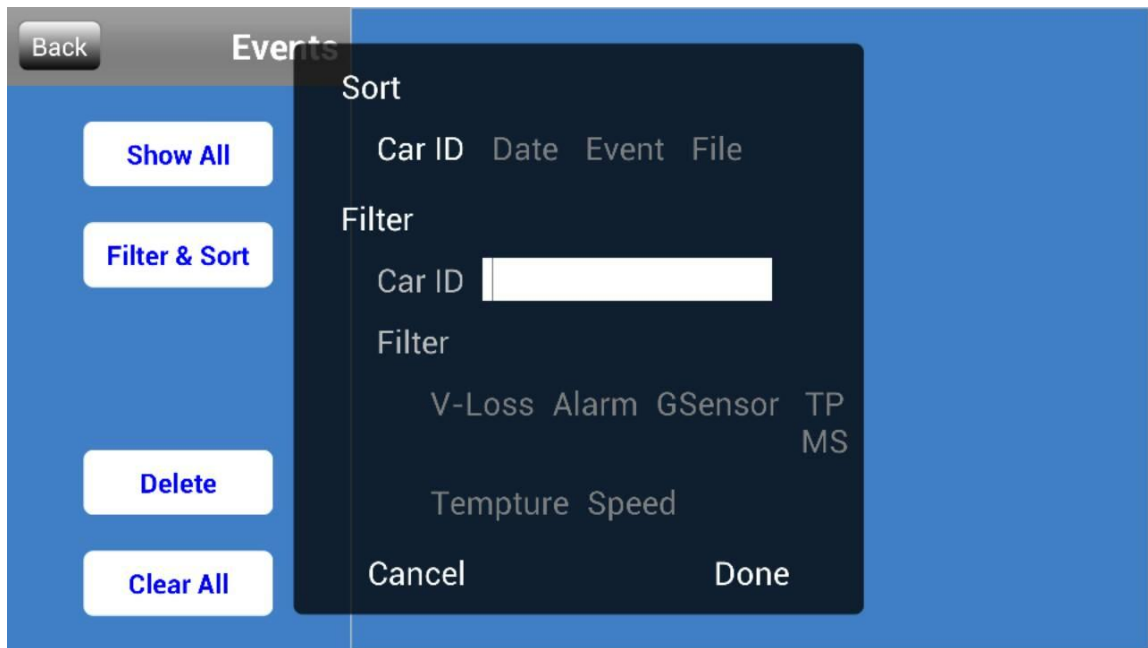 Back Events
Show All
Filter & Sort
Delete
Clear All
Sort
Car ID Date Event File
Filter
Car ID
Filter
V-Loss Alarm GSensor TP
MS
Tempture Speed
Cancel Done